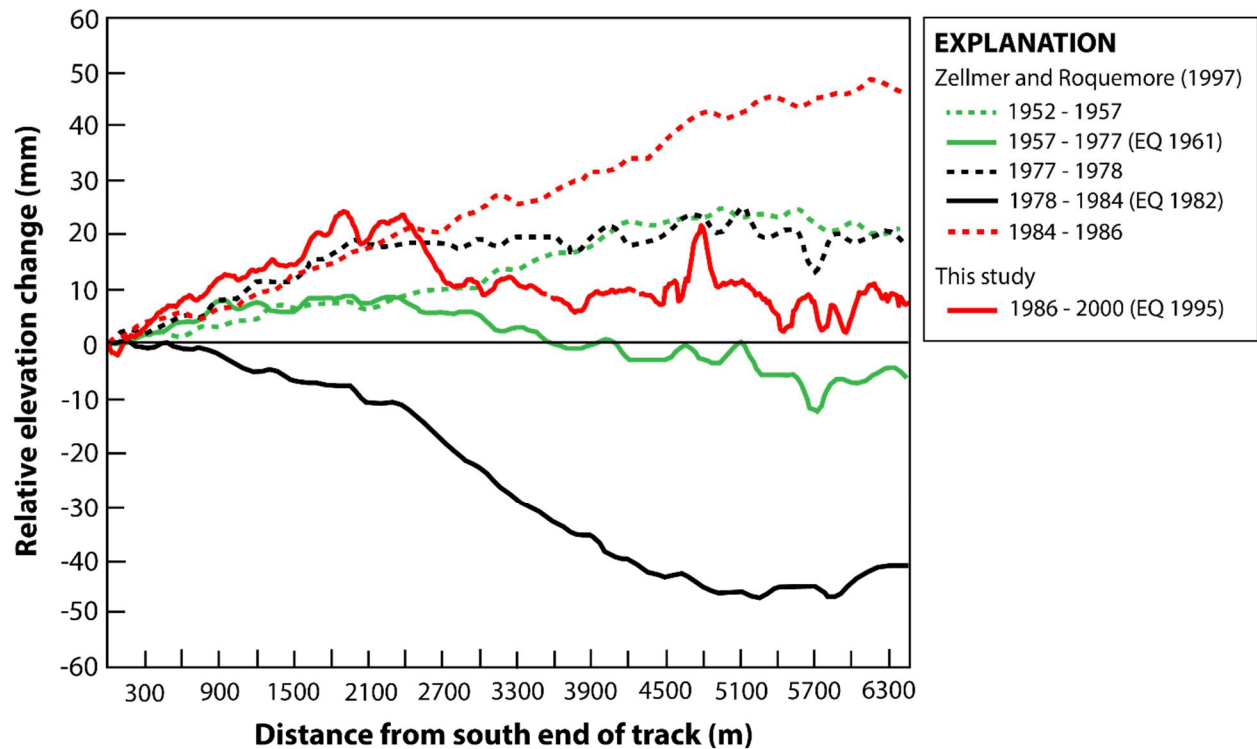 60
50
40
30
20
10
0
-10
-20
-30
-40
-50
-60
Relative elevation change (mm)
300 900 1500 2100 2700 3300 3900 4500 5100 5700 6300
Distance from south end of track (m)
EXPLANATION
Zellmer and Roquemore (1997)
1952 - 1957
1957 - 1977 (EQ 1961)
1977 - 1978
1978 - 1984 (EQ 1982)
1984 - 1986
This study
1986 - 2000 (EQ 1995)